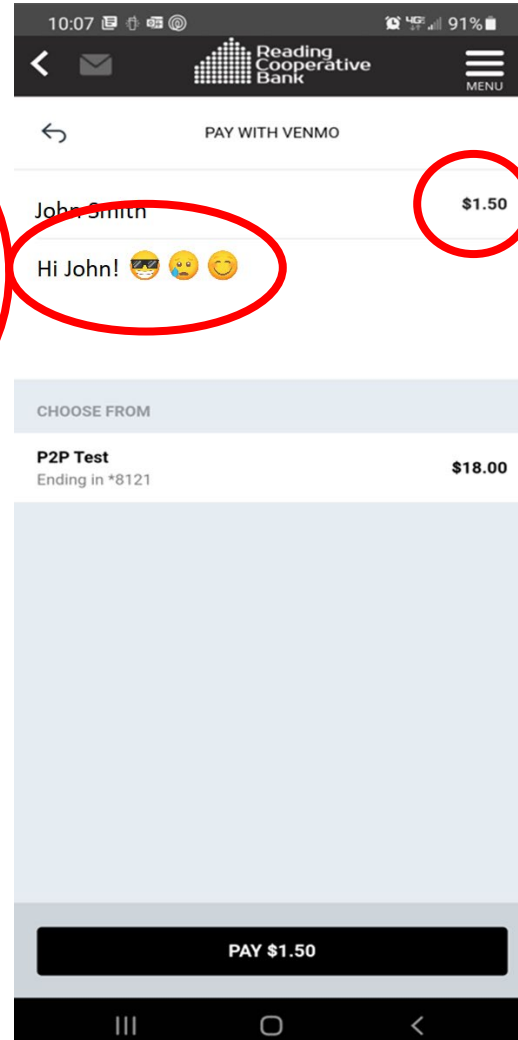 10:07 4G 91%
Reading
Cooperative
Bank
MENU
PAY WITH VENMO
John Smith $1.50
Hi John! 😎 😢 😊
CHOOSE FROM
P2P Test
Ending in *8121 $18.00
PAY $1.50